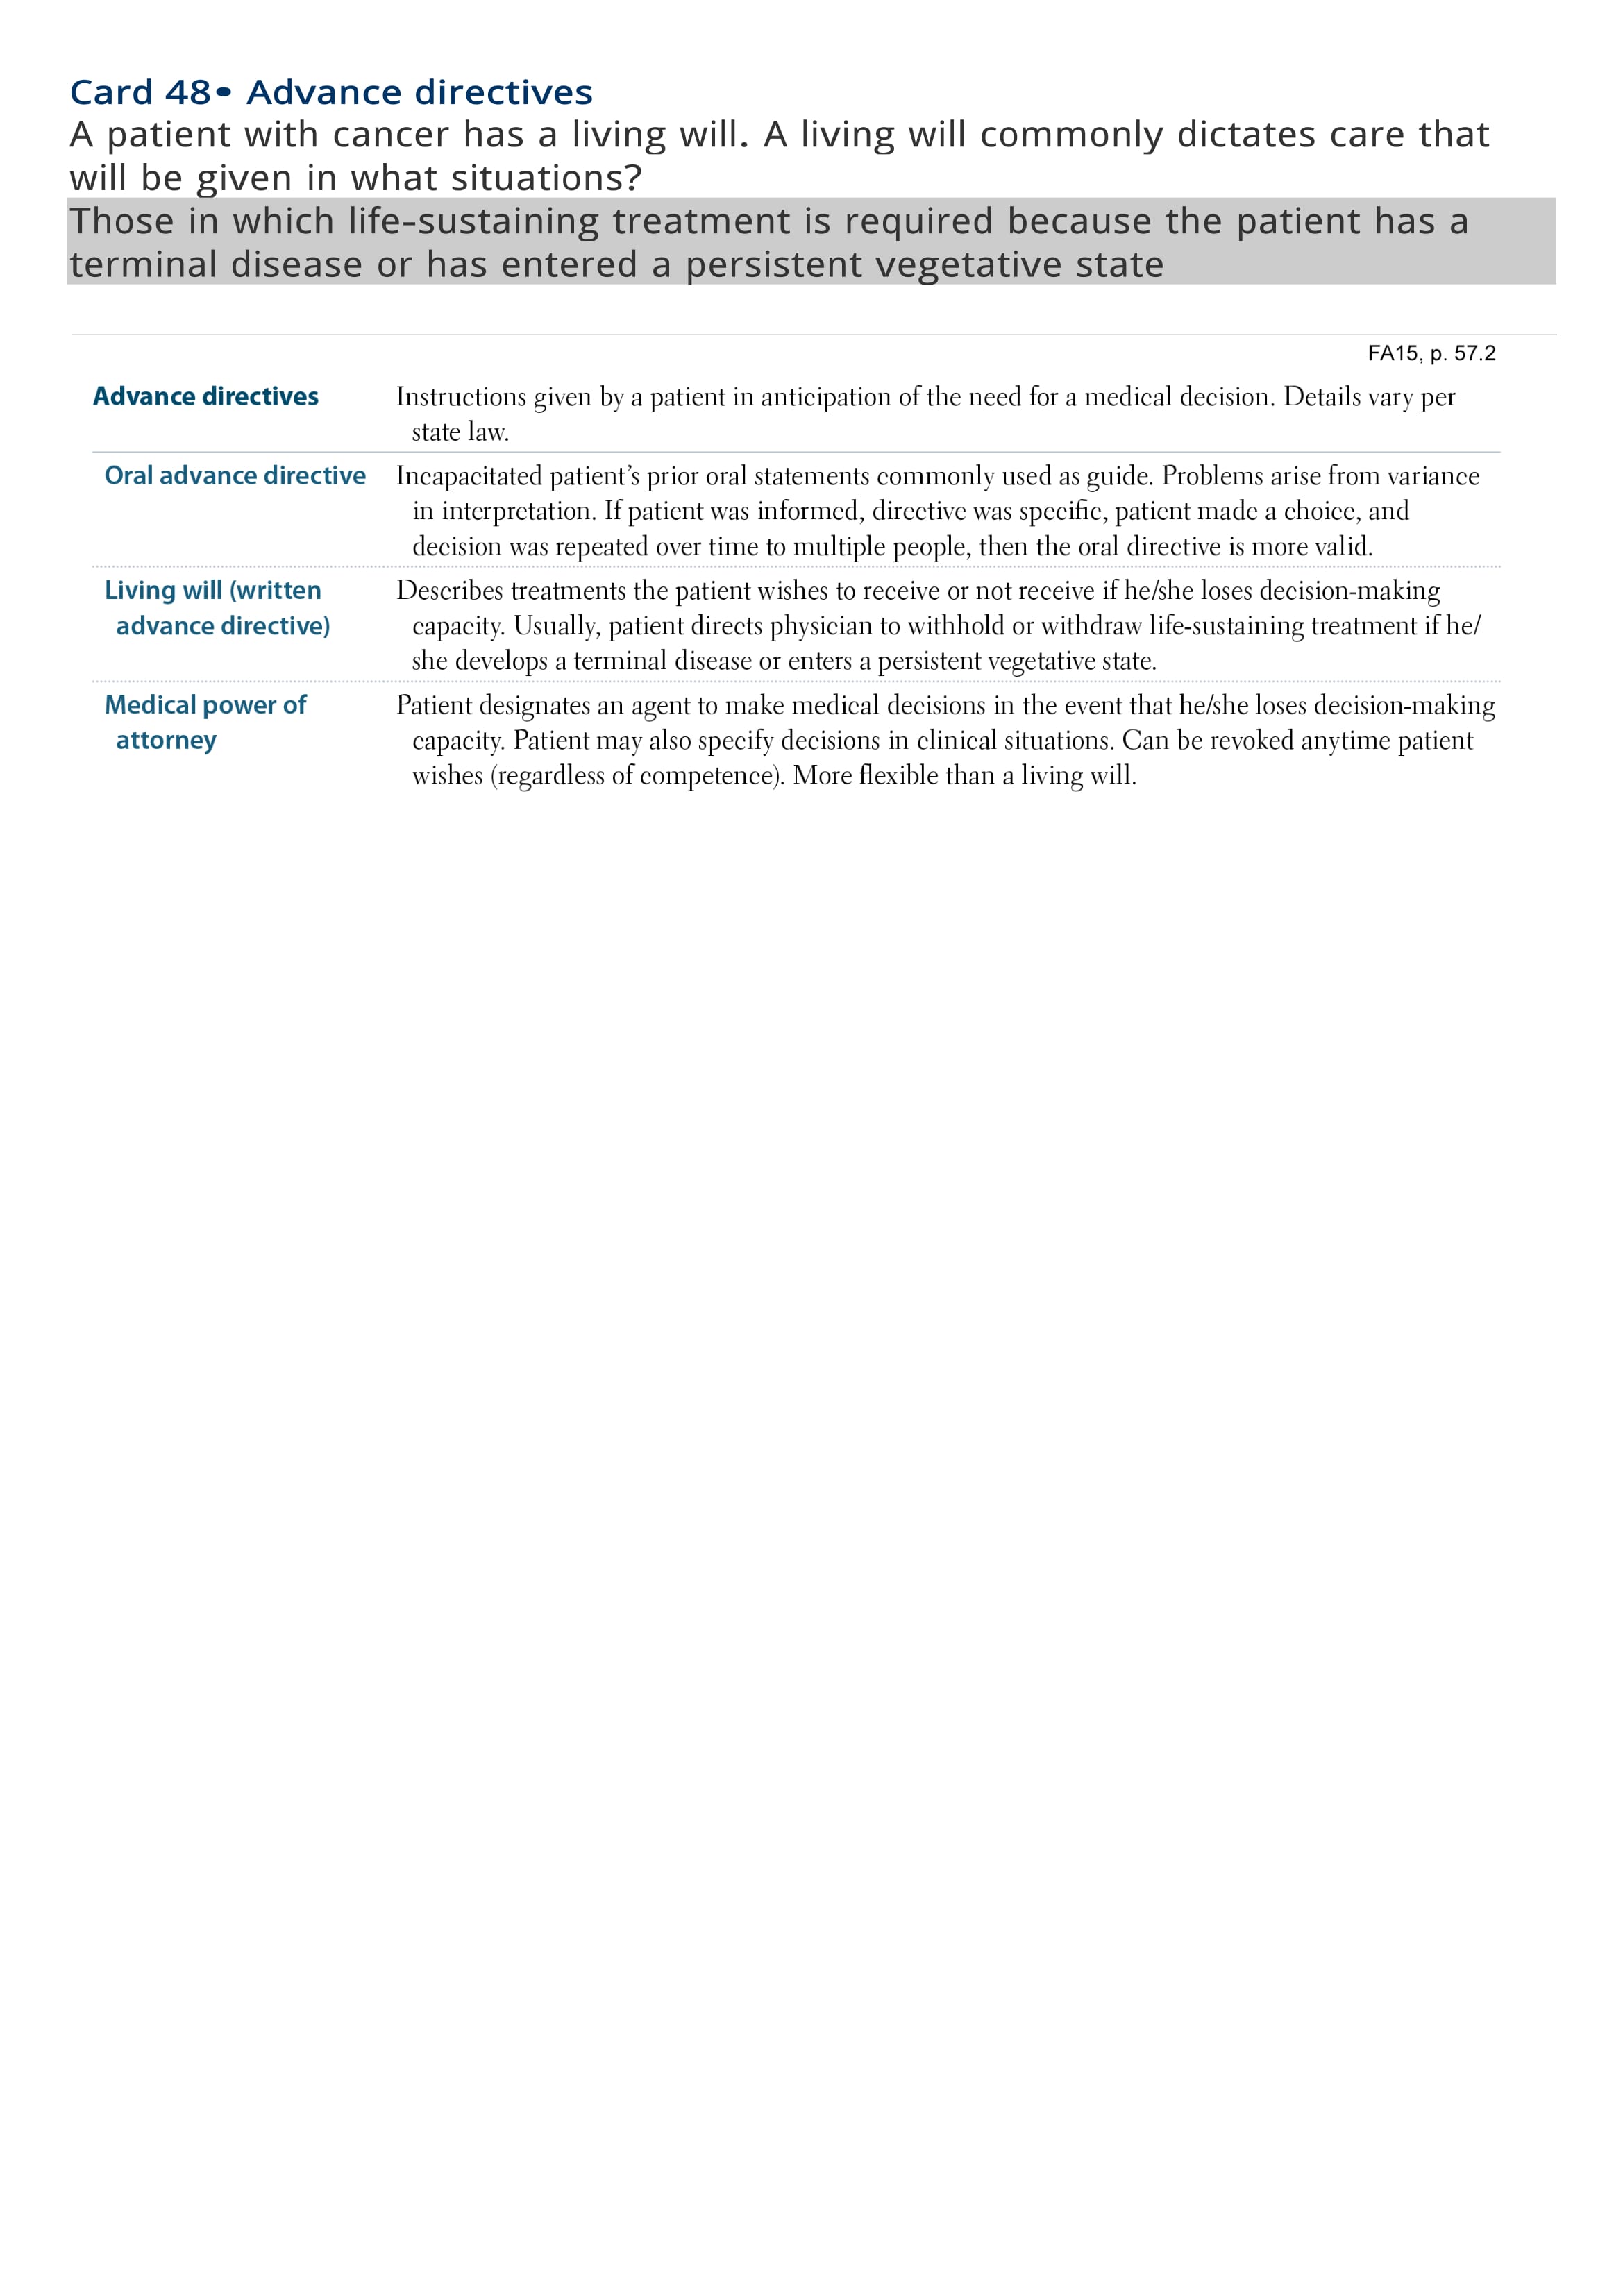 Card 48• Advance directives
A patient with cancer has a living will. A living will commonly dictates care that
will be given in what situations?
Those in which life-sustaining treatment is required because the patient has a
terminal disease or has entered a persistent vegetative state
FA15, p. 57.2
Advance directives Instructions given by a patient in anticipation of the need for a medical decision. Details vary per
state law.
Oral advance directive Incapacitated patient’s prior oral statements commonly used as guide. Problems arise from variance
in interpretation. If patient was informed, directive was specific, patient made a choice, and
decision was repeated over time to multiple people, then the oral directive is more valid.
Living will (written Describes treatments the patient wishes to receive or not receive if he/she loses decision-making
advance directive) capacity. Usually, patient directs physician to withhold or withdraw life-sustaining treatment if he/
she develops a terminal disease or enters a persistent vegetative state.
Medical power of Patient designates an agent to make medical decisions in the event that he/she loses decision-making
attorney capacity. Patient may also specify decisions in clinical situations. Can be revoked anytime patient
wishes (regardless of competence). More flexible than a living will.